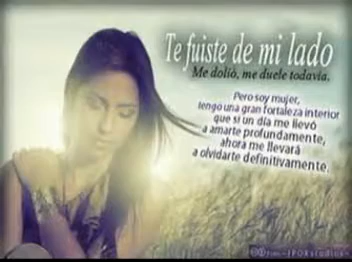 Te fuiste de mi lado
Me dolió, me duele todavía.
Pero soy mujer,
tengo una gran fortaleza interior
que si un día me llevó
a amarte profundamente,
ahora me llevará
a olvidarte definitivamente.